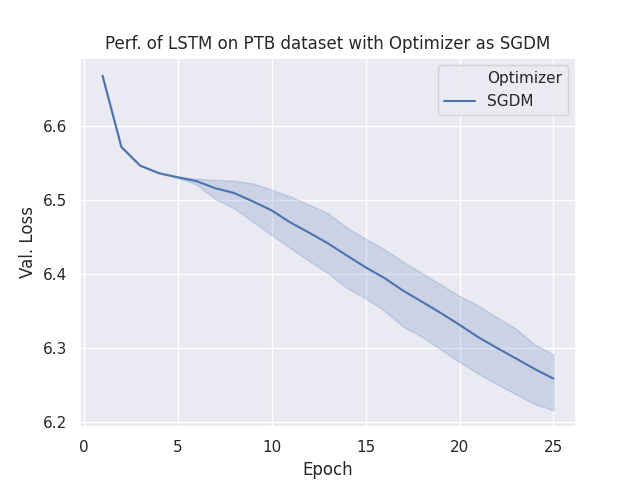 Perf. of LSTM on PTB dataset with Optimizer as SGDM
Optimizer
SGDM
6.6
6.5
6.4
6.3
6.2
Val. Loss
0 5 10 15 20 25
Epoch